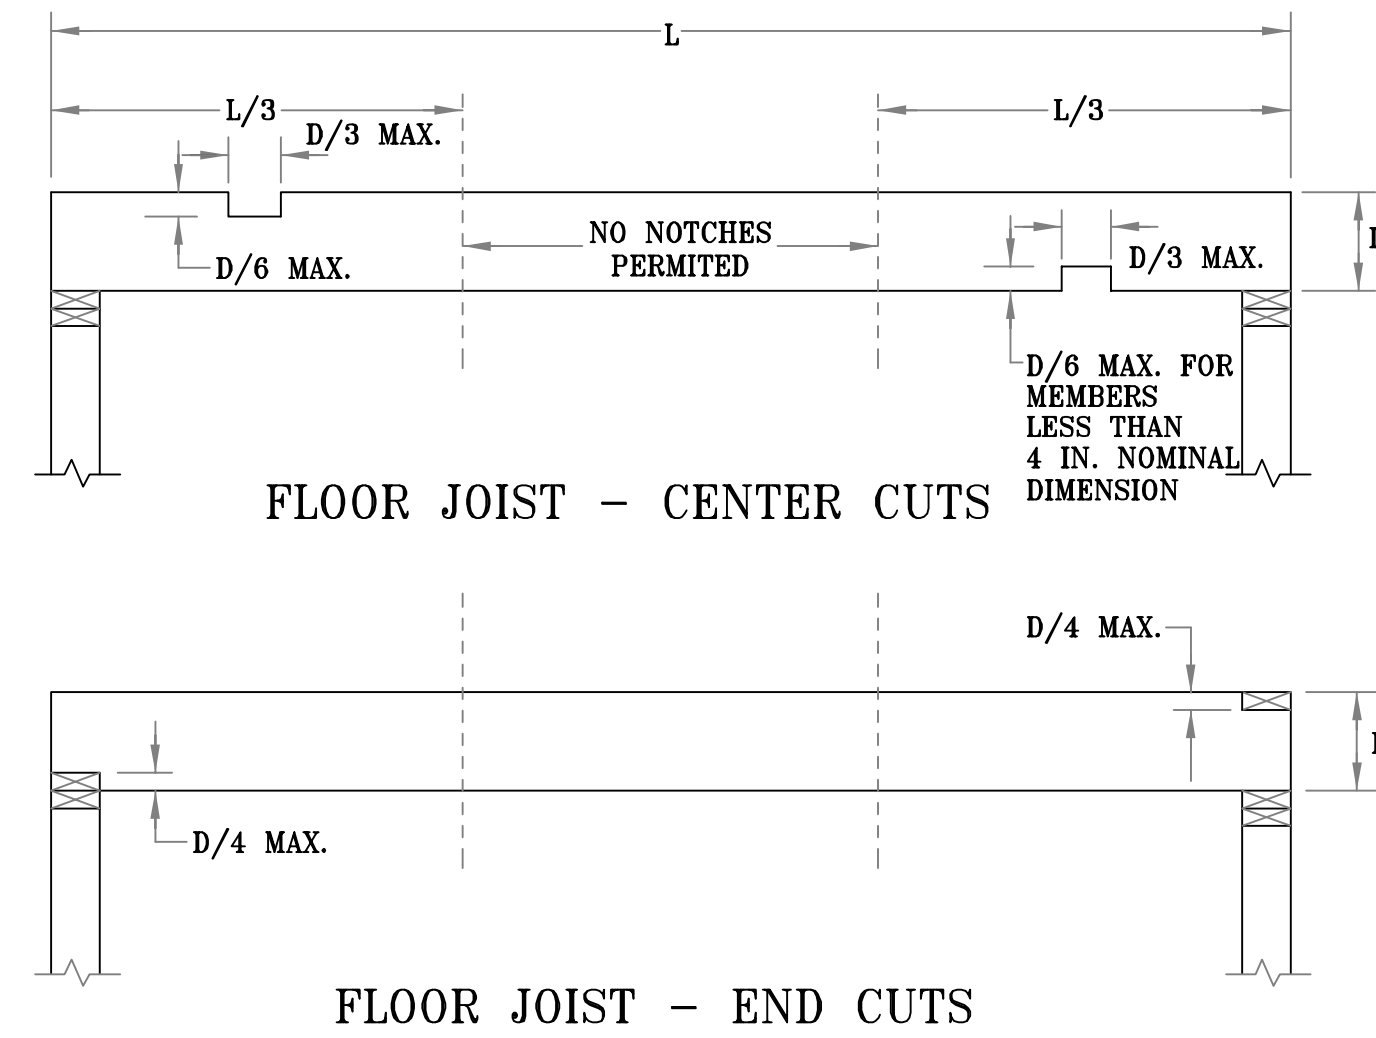 L
L/3
L/3
D/3 MAX.
NO NOTCHES
PERMITED
D/6 MAX.
D/3 MAX.
D/6 MAX. FOR
MEMBERS
LESS THAN
4 IN. NOMINAL
DIMENSION
FLOOR JOIST - CENTER CUTS
D/4 MAX.
D/4 MAX.
FLOOR JOIST - END CUTS